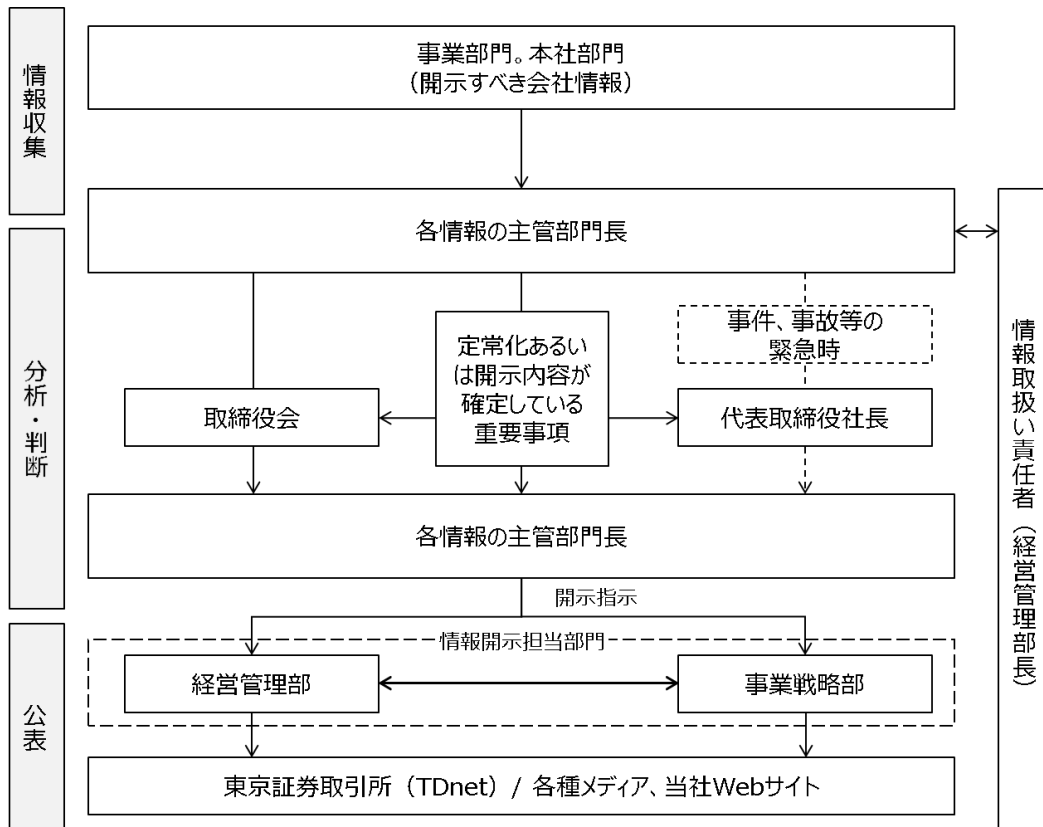 情報収集
事業部門。本社部門
（開示すべき会社情報）
各情報の主管部門長
分析・判断
定常化あるい
は開示内容が
確定している
重要事項
事件、事故等の
緊急時
取締役会
代表取締役社長
各情報の主管部門長
開示指示
公表
情報開示担当部門
経営管理部
事業戦略部
東京証券取引所（TDnet）/ 各種メディア、当社Webサイト
情報取扱い責任者（経営管理部長）